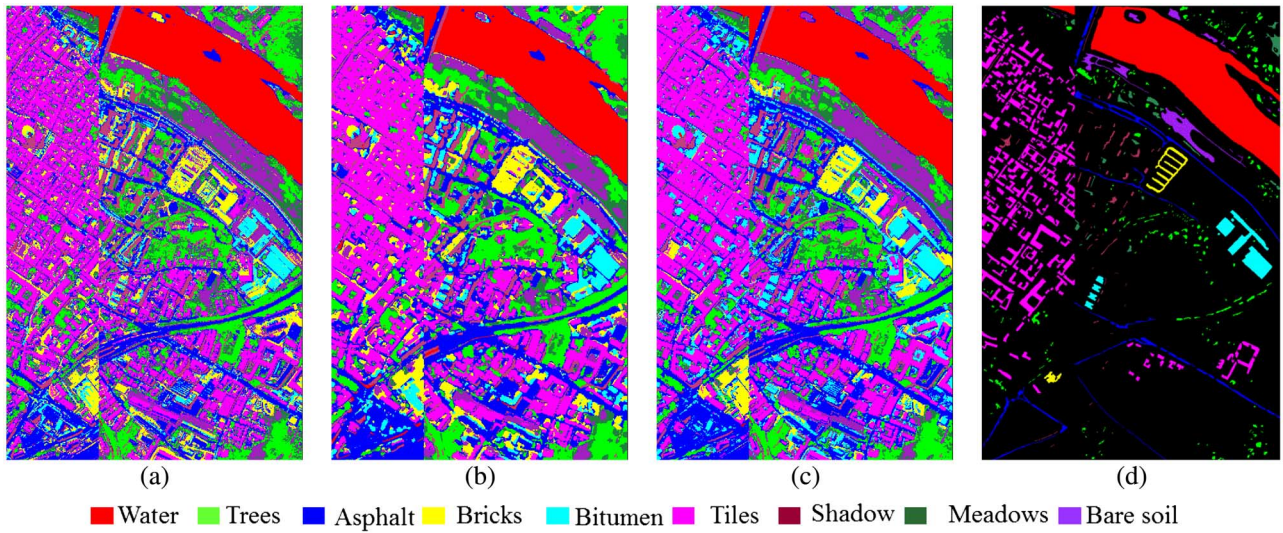 (a) (b) (c) (d)
Water Trees Asphalt Bricks Bitumen Tiles Shadow Meadows Bare soil